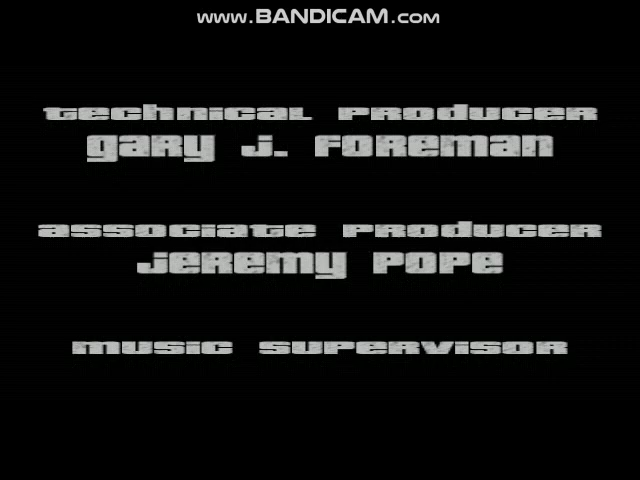 www.BANDICAM.com
Technical Producer
Gary J. Foreman
Associate Producer
Jeremy Pope
Music Supervisor